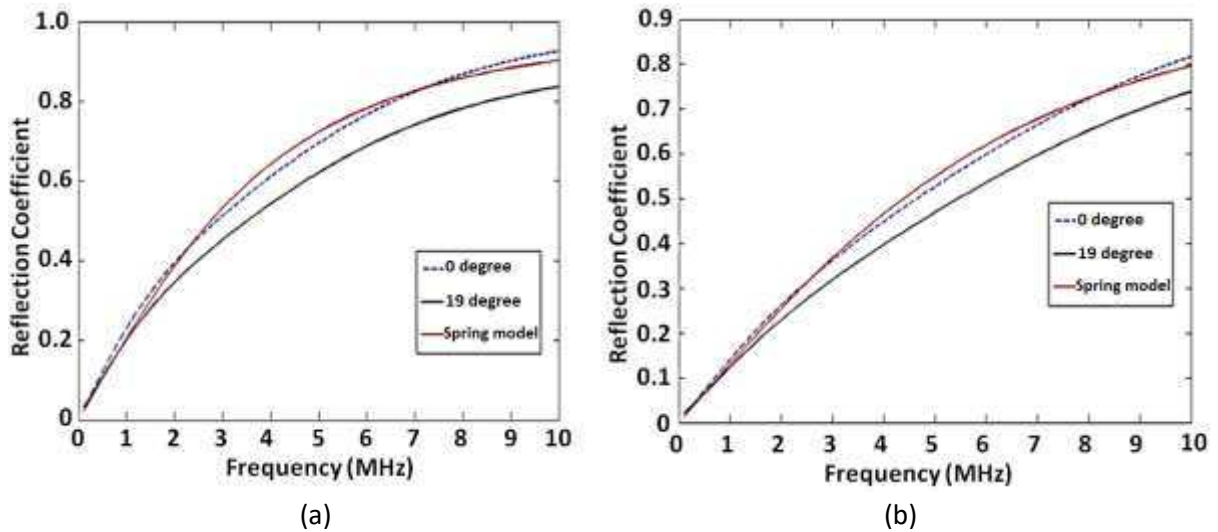 1.0
0.8
0.6
0.4
0.2
0
0 1 2 3 4 5 6 7 8 9 10
Reflection Coefficient
Frequency (MHz)
0 degree
19 degree
Spring model
(a)
0.9
0.8
0.7
0.6
0.5
0.4
0.3
0.2
0.1
0
0 1 2 3 4 5 6 7 8 9 10
Reflection Coefficient
Frequency (MHz)
0 degree
19 degree
Spring model
(b)